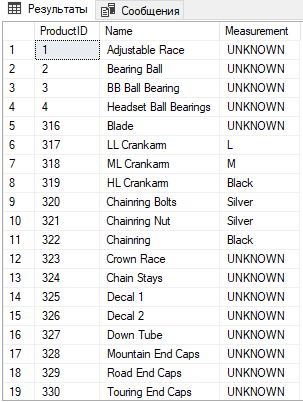 Результаты Сообщения
ProductID Name Measurement
1 1 Adjustable Race UNKNOWN
2 2 Bearing Ball UNKNOWN
3 3 BB Ball Bearing UNKNOWN
4 4 Headset Ball Bearings UNKNOWN
5 316 Blade UNKNOWN
6 317 LL Crankarm L
7 318 ML Crankarm M
8 319 HL Crankarm Black
9 320 Chainring Bolts Silver
10 321 Chainring Nut Silver
11 322 Chainring Black
12 323 Crown Race UNKNOWN
13 324 Chain Stays UNKNOWN
14 325 Decal 1 UNKNOWN
15 326 Decal 2 UNKNOWN
16 327 Down Tube UNKNOWN
17 328 Mountain End Caps UNKNOWN
18 329 Road End Caps UNKNOWN
19 330 Touring End Caps UNKNOWN